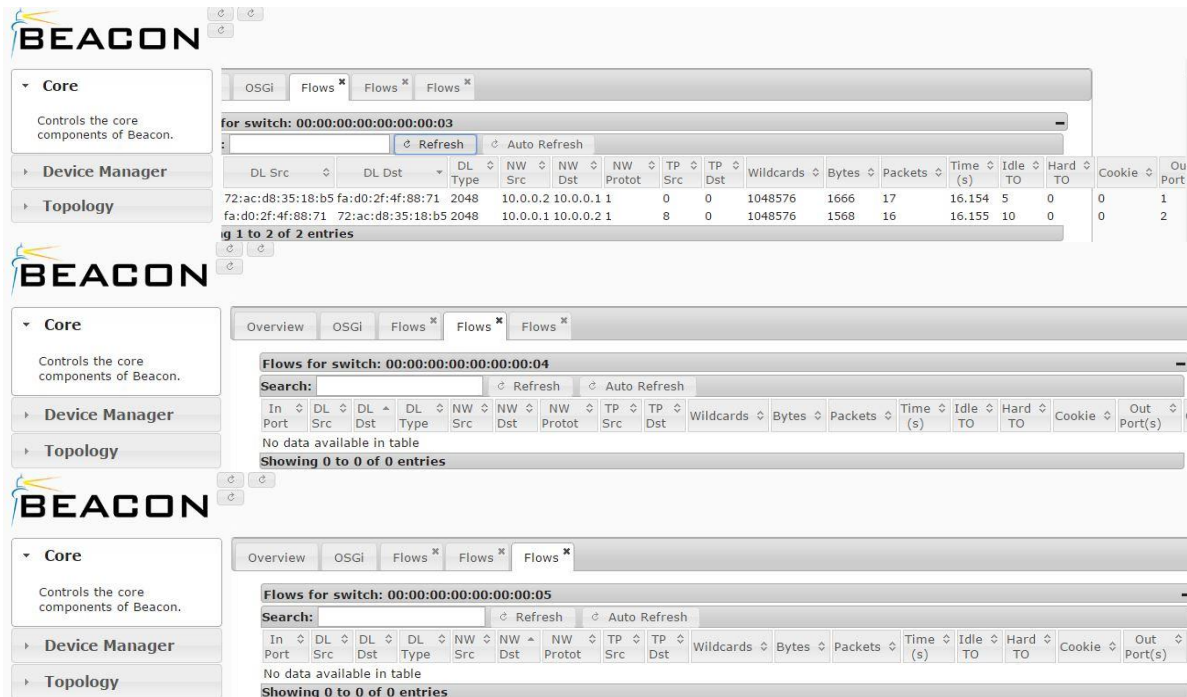 BEACON
Core
Controls the core
components of Beacon.
Device Manager
Topology
OSGi Flows Flows Flows
for switch: 00:00:00:00:00:00:00:03
: Refresh Auto Refresh
DL Src DL Dst DL Type NW Src NW Dst NW Protot TP Src TP Dst Wildcards Bytes Packets Time (s) Idle TO Hard TO Cookie Ou Port
72:ac:d8:35:18:b5 fa:d0:2f:4f:88:71 2048 10.0.0.2 10.0.0.1 1 0 0 1048576 1666 17 16.154 5 0 0 1
fa:d0:2f:4f:88:71 72:ac:d8:35:18:b5 2048 10.0.0.1 10.0.0.2 1 8 0 1048576 1568 16 16.155 10 0 0 2
ng 1 to 2 of 2 entries
BEACON
Core
Controls the core
components of Beacon.
Device Manager
Topology
Overview OSGi Flows Flows Flows
Flows for switch: 00:00:00:00:00:00:00:04
Search: Refresh Auto Refresh
In Port DL Src DL Dst DL Type NW Src NW Dst NW Protot TP Src TP Dst Wildcards Bytes Packets Time (s) Idle TO Hard TO Cookie Out Port(s)
No data available in table
Showing 0 to 0 of 0 entries
BEACON
Core
Controls the core
components of Beacon.
Device Manager
Topology
Overview OSGi Flows Flows Flows
Flows for switch: 00:00:00:00:00:00:00:05
Search: Refresh Auto Refresh
In Port DL Src DL Dst DL Type NW Src NW Dst NW Protot TP Src TP Dst Wildcards Bytes Packets Time (s) Idle TO Hard TO Cookie Out Port(s)
No data available in table
Showing 0 to 0 of 0 entries